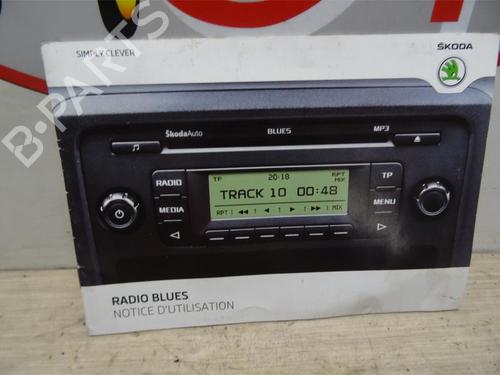 SIMPLY CLEVER
ŠKODA
B-PARTS
ŠkodaAuto
BLUES
MP3
RADIO
MEDIA
TP
20:18
RPT
MIX
TRACK 10 00:48
RPT MIX
TP
MENU
RADIO BLUES
NOTICE D'UTILISATION